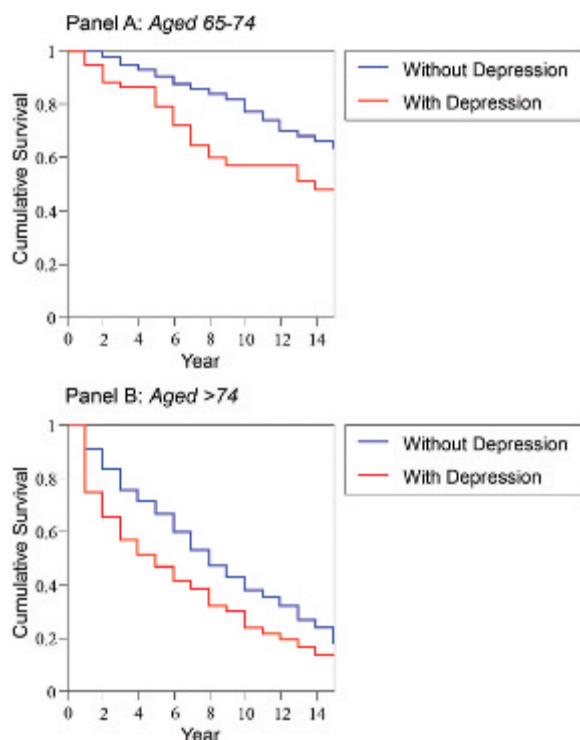 Panel A: Aged 65-74
Without Depression
With Depression
1
0.8
0.6
0.4
0.2
0
Cumulative Survival
0 2 4 6 8 10 12 14
Year
Panel B: Aged >74
Without Depression
With Depression
1
0.8
0.6
0.4
0.2
0
Cumulative Survival
0 2 4 6 8 10 12 14
Year